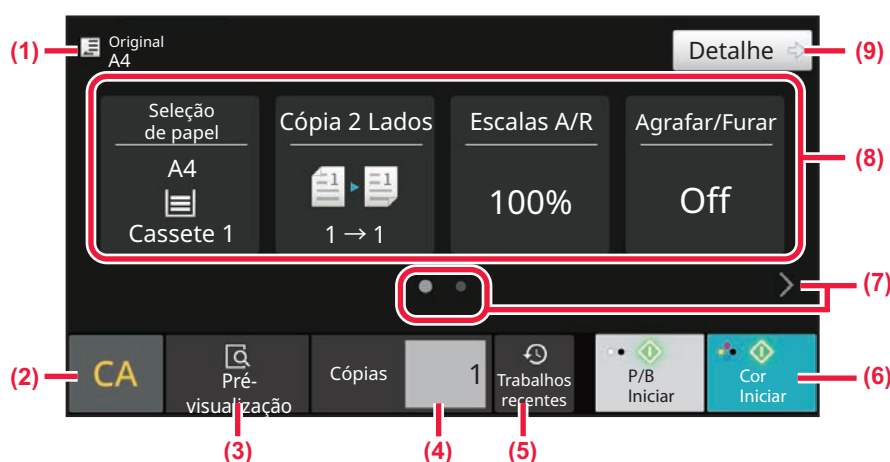 (1)
Original
A4
Detalhe
(9)
Seleção
de papel
A4
Cassete 1
Cópia 2 Lados
1
1
1 → 1
Escalas A/R
100%
Agrafar/Furar
Off
(8)
(7)
(2)
CA
Pré-
visualização
Cópias
1
Trabalhos
recentes
P/B
Iniciar
Cor
Iniciar
(6)
(3)
(4)
(5)